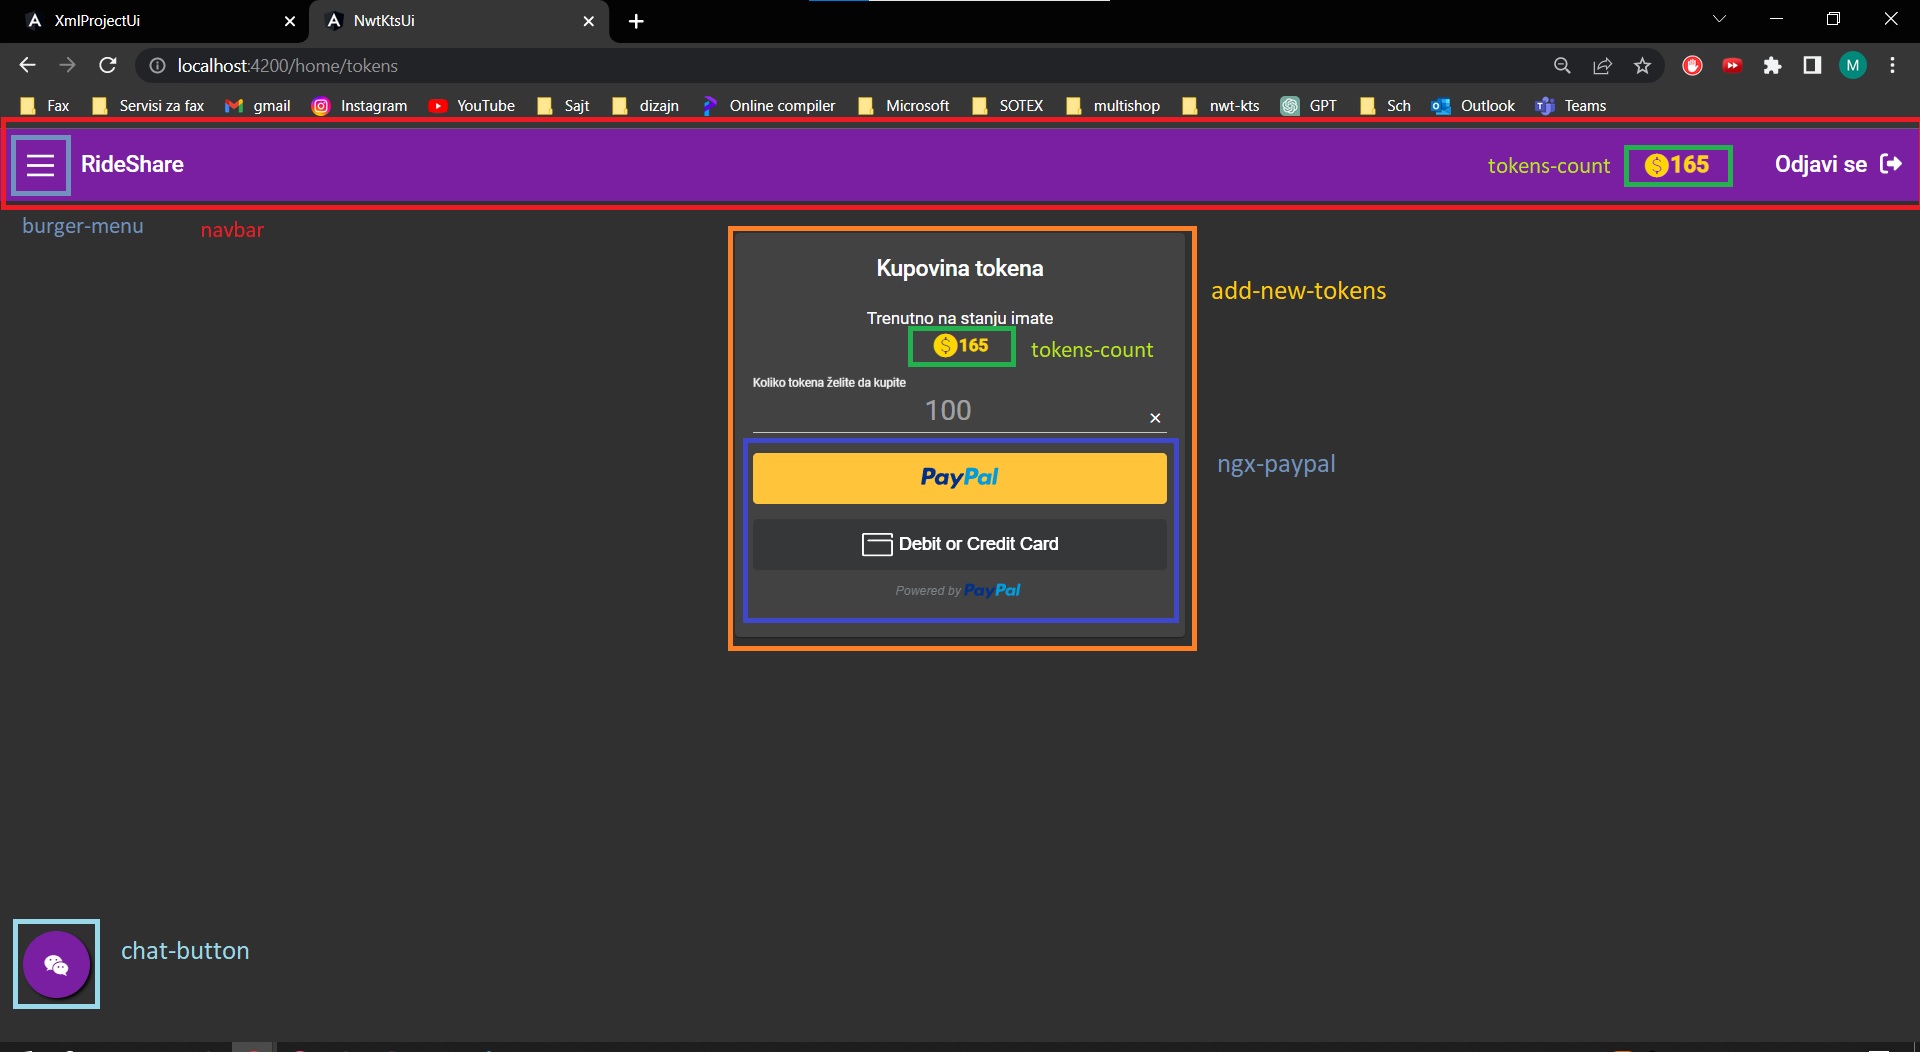 XmlProjectUi
NwtKtsUi
localhost:4200/home/tokens
M
Fax Servisi za fax gmail Instagram YouTube Sajt dizajn Online compiler Microsoft SOTEX multishop nwt-kts GPT Sch Outlook Teams
RideShare
tokens-count
165
Odjavi se
burger-menu
navbar
Kupovina tokena
add-new-tokens
Trenutno na stanju imate
165
tokens-count
Koliko tokena želite da kupite
100
ngx-paypal
PayPal
Debit or Credit Card
Powered by PayPal
chat-button